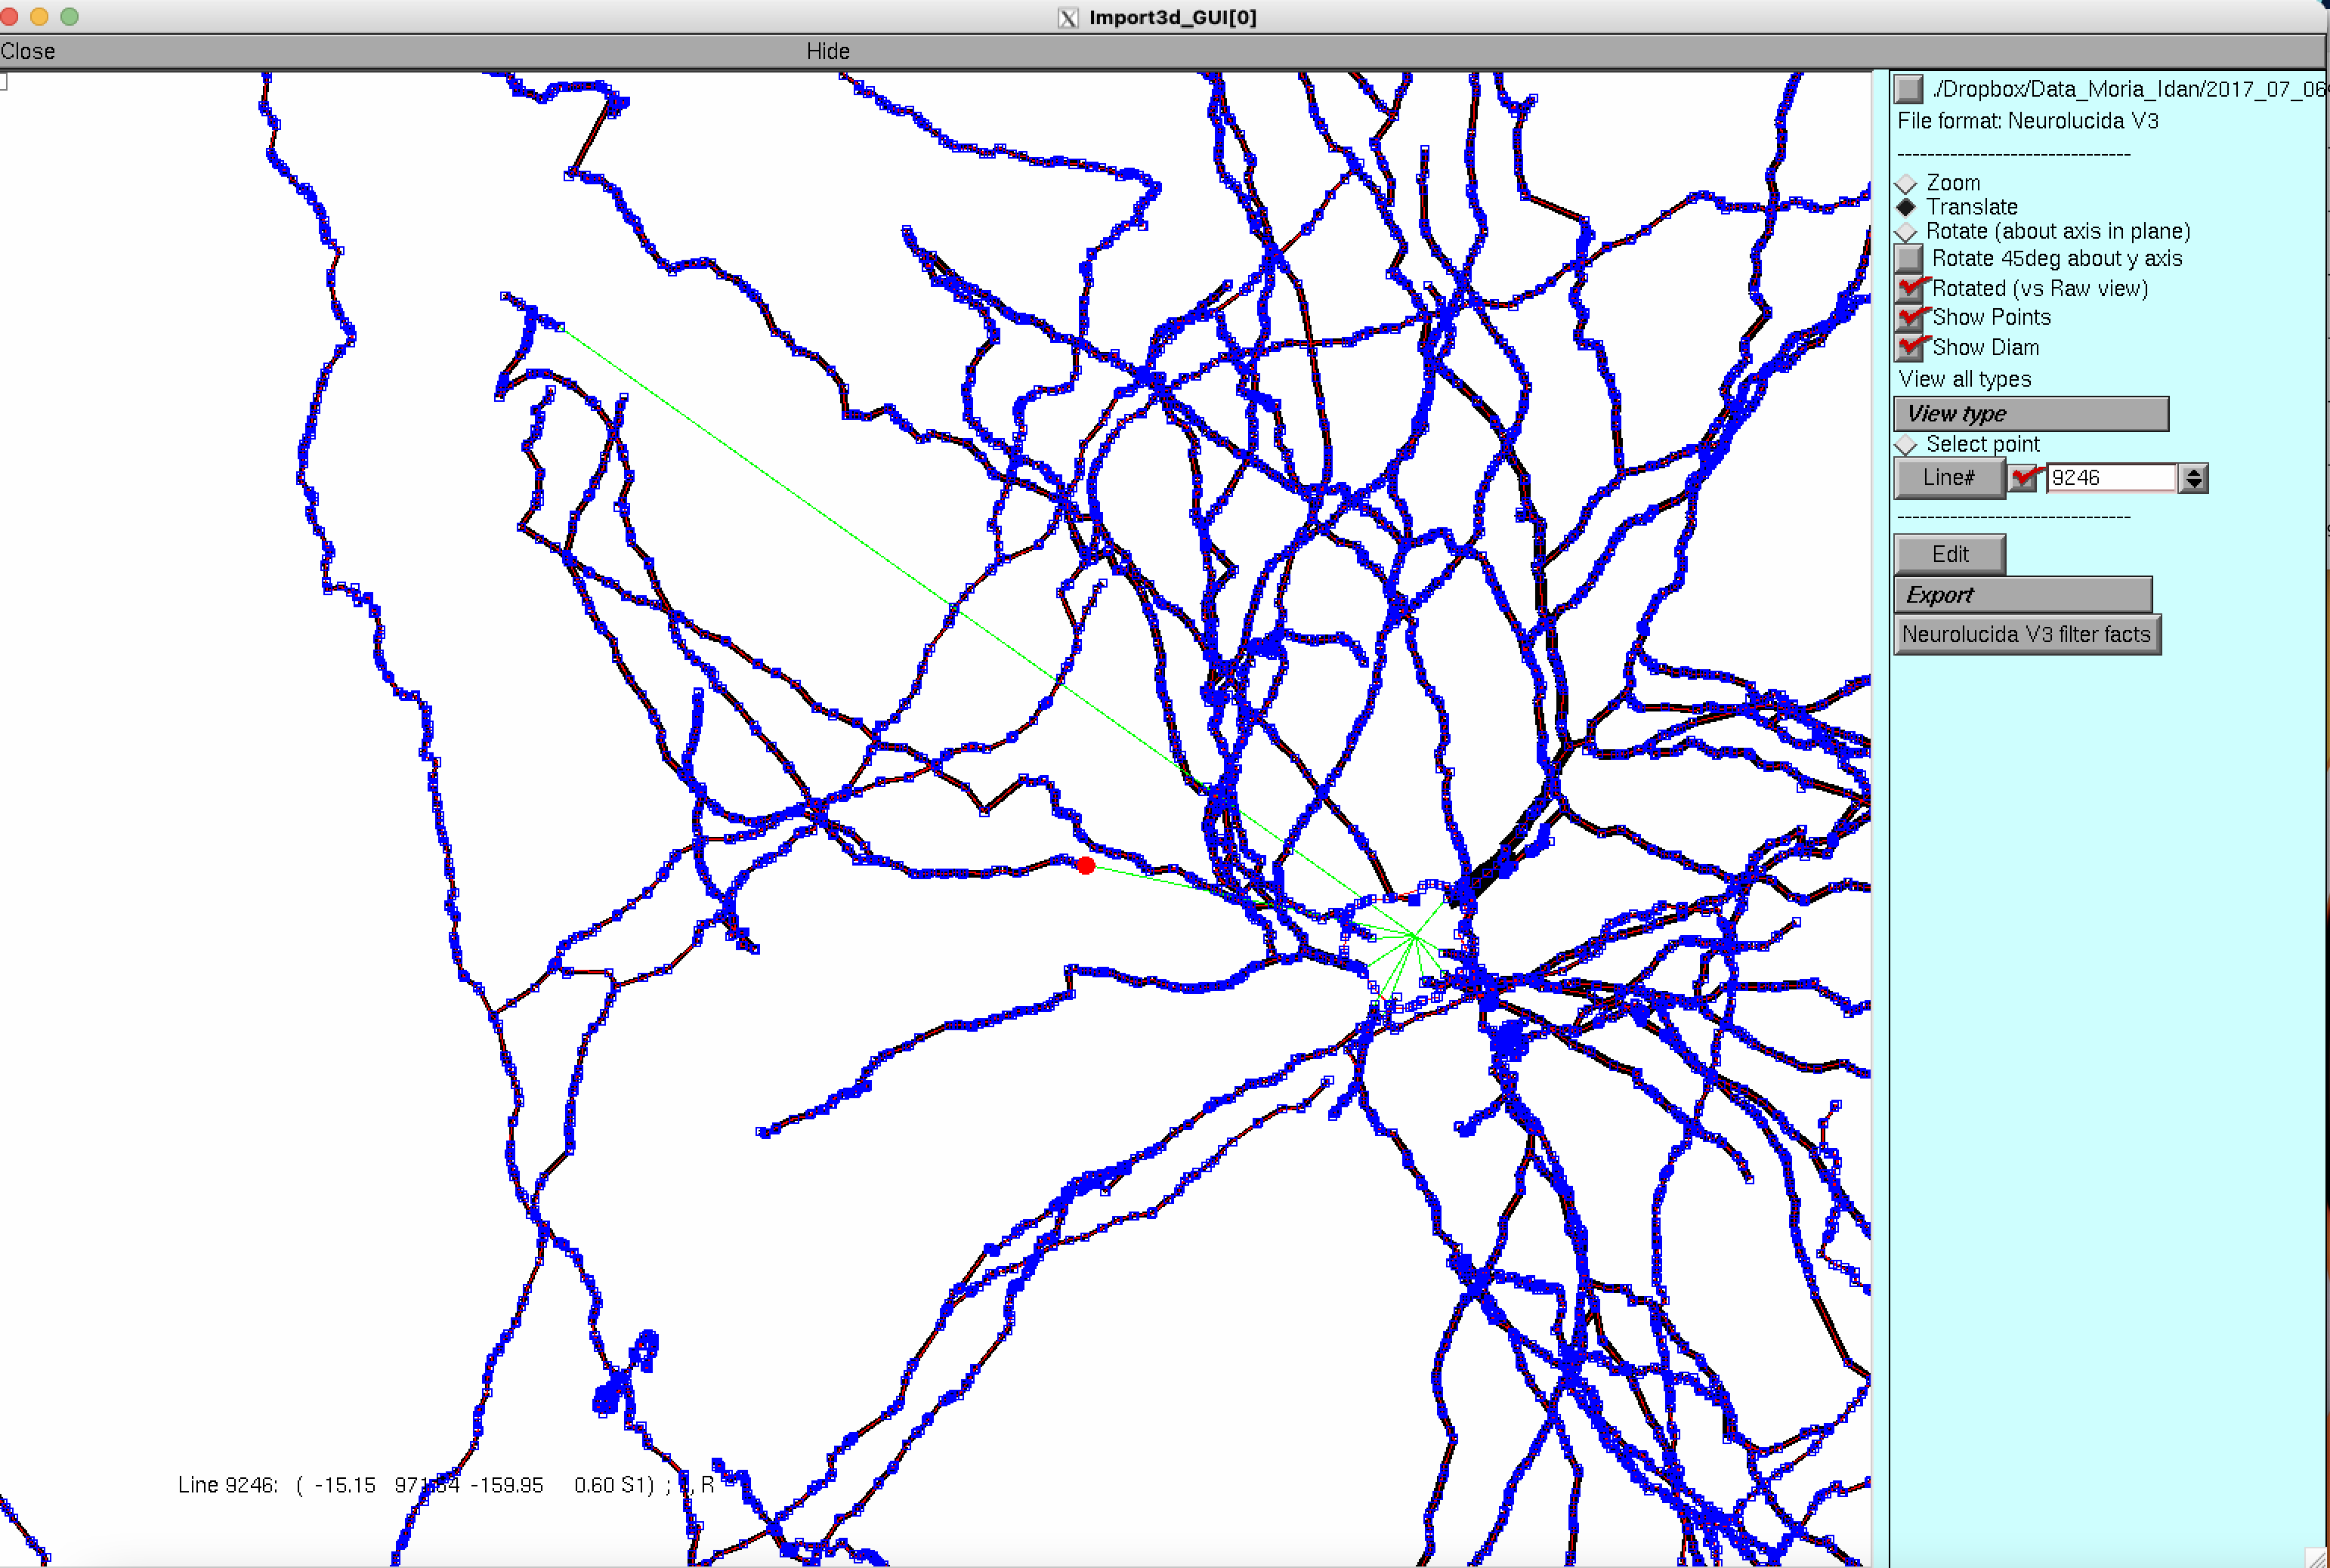 Import3d_GUI[0]
Close Hide
./Dropbox/Data_Moria_Idan/2017_07_06
File format: Neurolucida V3
-------------------------------
Zoom
Translate
Rotate (about axis in plane)
Rotate 45deg about y axis
Rotated (vs Raw view)
Show Points
Show Diam
View all types
View type
Select point
Line# 9246
-------------------------------
Edit
Export
Neurolucida V3 filter facts
Line 9246: ( -15.15 -159.95 0.60 S1) ; , R